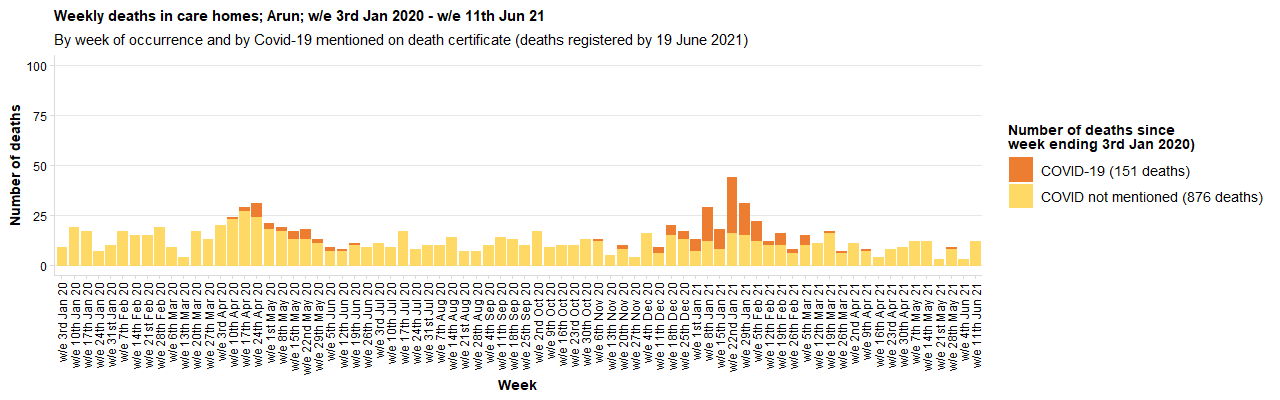 Weekly deaths in care homes; Arun; w/e 3rd Jan 2020 - w/e 11th Jun 21
By week of occurrence and by Covid-19 mentioned on death certificate (deaths registered by 19 June 2021)
Number of deaths
100
75
50
25
0
w/e 3rd Jan 20
w/e 10th Jan 20
w/e 17th Jan 20
w/e 24th Jan 20
w/e 31st Jan 20
w/e 7th Feb 20
w/e 14th Feb 20
w/e 21st Feb 20
w/e 28th Feb 20
w/e 6th Mar 20
w/e 13th Mar 20
w/e 20th Mar 20
w/e 27th Mar 20
w/e 3rd Apr 20
w/e 10th Apr 20
w/e 17th Apr 20
w/e 24th Apr 20
w/e 1st May 20
w/e 8th May 20
w/e 15th May 20
w/e 22nd May 20
w/e 29th May 20
w/e 5th Jun 20
w/e 12th Jun 20
w/e 19th Jun 20
w/e 26th Jun 20
w/e 3rd Jul 20
w/e 10th Jul 20
w/e 17th Jul 20
w/e 24th Jul 20
w/e 31st Jul 20
w/e 7th Aug 20
w/e 14th Aug 20
w/e 21st Aug 20
w/e 28th Aug 20
w/e 4th Sep 20
w/e 11th Sep 20
w/e 18th Sep 20
w/e 25th Sep 20
w/e 2nd Oct 20
w/e 9th Oct 20
w/e 16th Oct 20
w/e 23rd Oct 20
w/e 30th Oct 20
w/e 6th Nov 20
w/e 13th Nov 20
w/e 20th Nov 20
w/e 27th Nov 20
w/e 4th Dec 20
w/e 11th Dec 20
w/e 18th Dec 20
w/e 25th Dec 20
w/e 1st Jan 21
w/e 8th Jan 21
w/e 15th Jan 21
w/e 22nd Jan 21
w/e 29th Jan 21
w/e 5th Feb 21
w/e 12th Feb 21
w/e 19th Feb 21
w/e 26th Feb 21
w/e 5th Mar 21
w/e 12th Mar 21
w/e 19th Mar 21
w/e 26th Mar 21
w/e 2nd Apr 21
w/e 9th Apr 21
w/e 16th Apr 21
w/e 23rd Apr 21
w/e 30th Apr 21
w/e 7th May 21
w/e 14th May 21
w/e 21st May 21
w/e 28th May 21
w/e 4th Jun 21
w/e 11th Jun 21
Week
Number of deaths since
week ending 3rd Jan 2020)
COVID-19 (151 deaths)
COVID not mentioned (876 deaths)